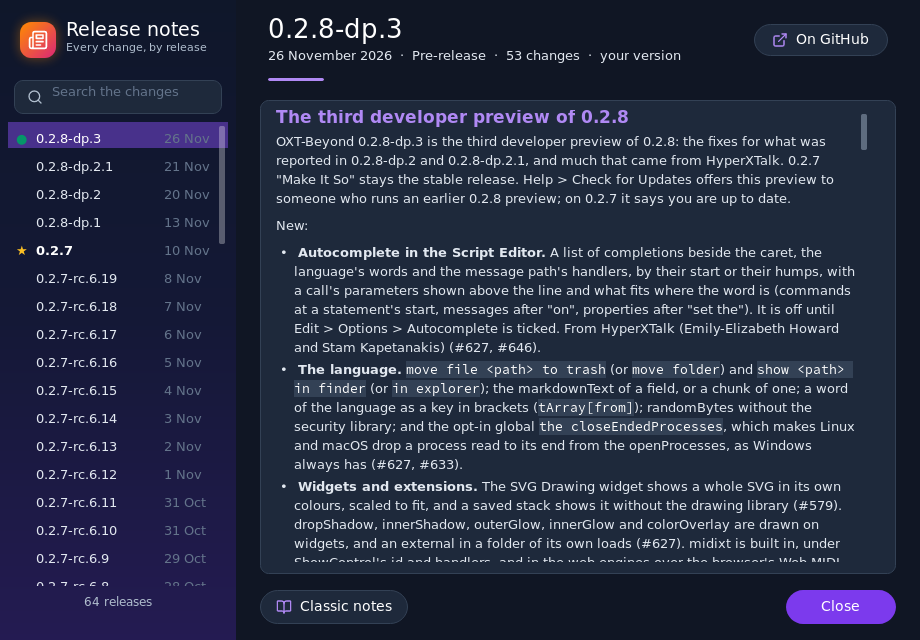 Release notes
Every change, by release
Search the changes
0.2.8-dp.3 26 Nov
0.2.8-dp.2.1 21 Nov
0.2.8-dp.2 20 Nov
0.2.8-dp.1 13 Nov
★ 0.2.7 10 Nov
0.2.7-rc.6.19 8 Nov
0.2.7-rc.6.18 7 Nov
0.2.7-rc.6.17 6 Nov
0.2.7-rc.6.16 5 Nov
0.2.7-rc.6.15 4 Nov
0.2.7-rc.6.14 3 Nov
0.2.7-rc.6.13 2 Nov
0.2.7-rc.6.12 1 Nov
0.2.7-rc.6.11 31 Oct
0.2.7-rc.6.10 31 Oct
0.2.7-rc.6.9 29 Oct
0.2.7-rc.6.8 28 Oct
64 releases
0.2.8-dp.3
26 November 2026 · Pre-release · 53 changes · your version
On GitHub
The third developer preview of 0.2.8
OXT-Beyond 0.2.8-dp.3 is the third developer preview of 0.2.8: the fixes for what was
reported in 0.2.8-dp.2 and 0.2.8-dp.2.1, and much that came from HyperXTalk. 0.2.7
"Make It So" stays the stable release. Help > Check for Updates offers this preview to
someone who runs an earlier 0.2.8 preview; on 0.2.7 it says you are up to date.
New:
• Autocomplete in the Script Editor. A list of completions beside the caret, the
language's words and the message path's handlers, by their start or their humps, with
a call's parameters shown above the line and what fits where the word is (commands
at a statement's start, messages after "on", properties after "set the"). It is off until
Edit > Options > Autocomplete is ticked. From HyperXTalk (Emily-Elizabeth Howard
and Stam Kapetanakis) (#627, #646).
• The language. move file <path> to trash (or move folder) and show <path>
in finder (or in explorer); the markdownText of a field, or a chunk of one; a word
of the language as a key in brackets (tArray[from]); randomBytes without the
security library; and the opt-in global the closeEndedProcesses, which makes Linux
and macOS drop a process read to its end from the openProcesses, as Windows
always has (#627, #633).
• Widgets and extensions. The SVG Drawing widget shows a whole SVG in its own
colours, scaled to fit, and a saved stack shows it without the drawing library (#579).
dropShadow, innerShadow, outerGlow, innerGlow and colorOverlay are drawn on
widgets, and an external in a folder of its own loads (#627). midixt is built in, under
ShowControl's id and handlers, and in the web engines over the browser's Web MIDI
Classic notes
Close